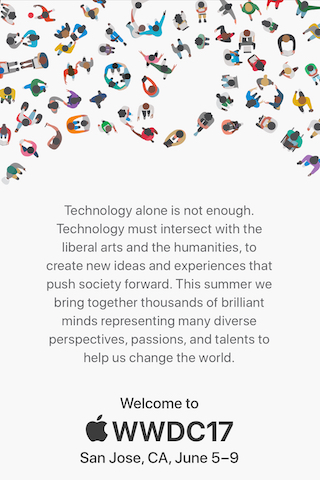 Technology alone is not enough.
Technology must intersect with the
liberal arts and the humanities, to
create new ideas and experiences that
push society forward. This summer we
bring together thousands of brilliant
minds representing many diverse
perspectives, passions, and talents to
help us change the world.
Welcome to
WWDC17
San Jose, CA, June 5–9